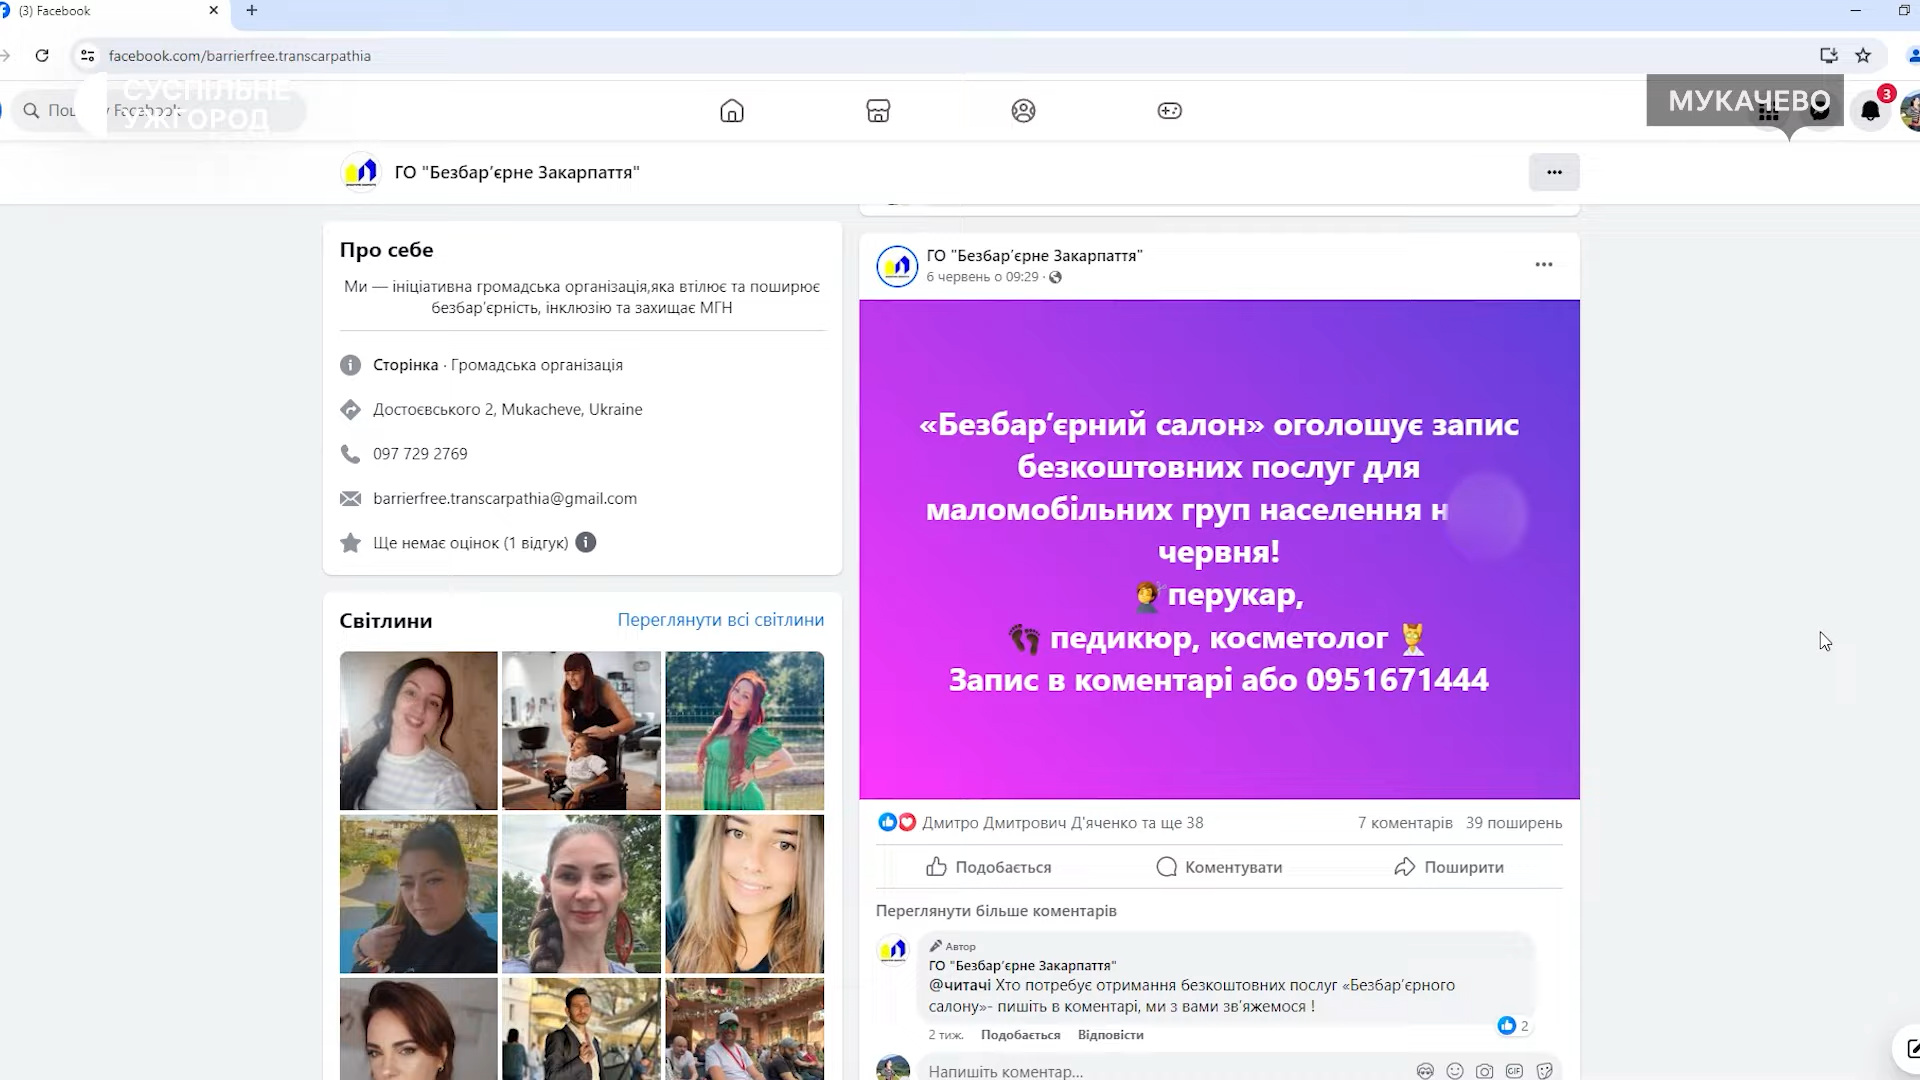 (3) Facebook
facebook.com/barrierfree.transcarpathia
СУСПІЛЬНЕ
УЖГОРОД
Facebook
МУКАЧЕВО
3
ГО "Безбар’єрне Закарпаття"
Про себе
Ми — ініціативна громадська організація,яка втілює та поширює
безбар’єрність, інклюзію та захищає МГН
Сторінка · Громадська організація
Достоєвського 2, Mukacheve, Ukraine
097 729 2769
barrierfree.transcarpathia@gmail.com
Ще немає оцінок (1 відгук)
Світлини
Переглянути всі світлини
ГО "Безбар’єрне Закарпаття"
6 червень о 09:29 ·
«Безбар’єрний салон» оголошує запис
безкоштовних послуг для
маломобільних груп населення
червня!
перукар,
педикюр, косметолог
Запис в коментарі або 0951671444
Дмитро Дмитрович Д'яченко та ще 38
7 коментарів 39 поширень
Подобається
Коментувати
Поширити
Переглянути більше коментарів
Автор
ГО "Безбар’єрне Закарпаття"
@читачі Хто потребує отримання безкоштовних послуг «Безбар’єрного
салону»- пишіть в коментарі, ми з вами зв’яжемося !
2
2 тиж. Подобається Відповісти
Напишіть коментар...
GIF